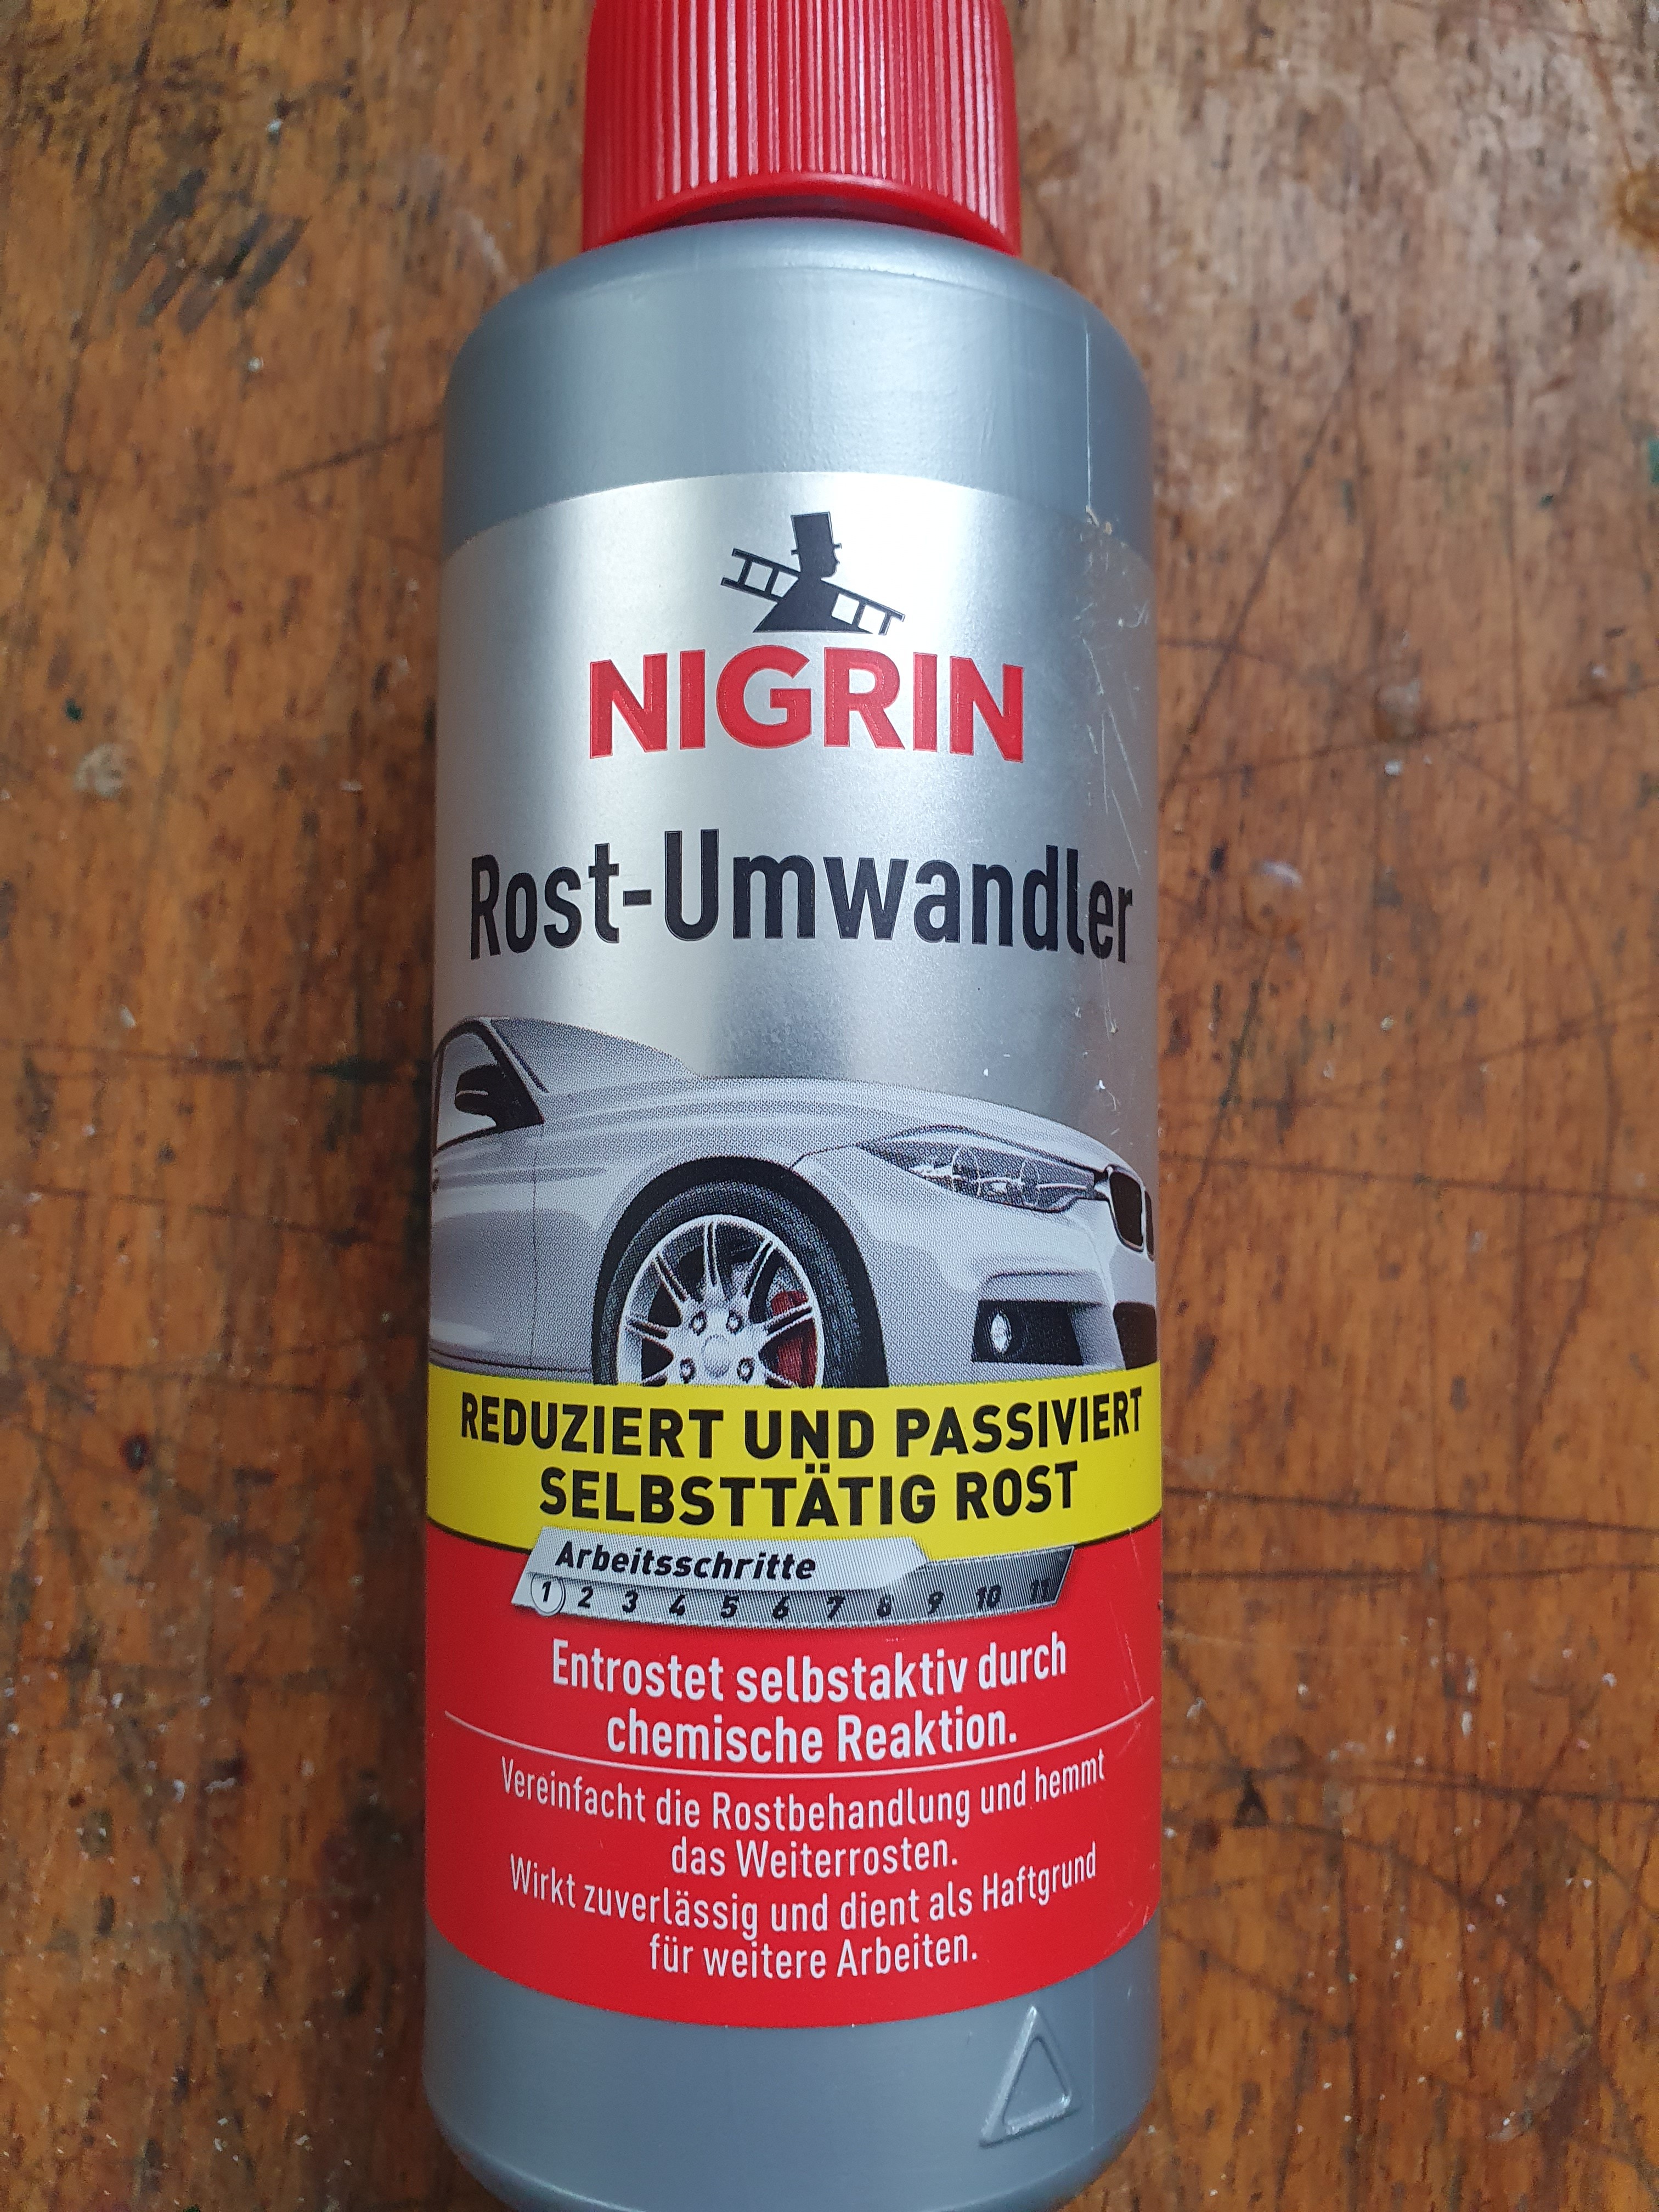 NIGRIN
Rost-Umwandler
REDUZIERT UND PASSIVIERT
SELBSTTÄTIG ROST
Arbeitsschritte
1 2 3 4 5 6 7 8 9 10 11
Entrostet selbstaktiv durch
chemische Reaktion.
Vereinfacht die Rostbehandlung und hemmt
das Weiterrosten.
Wirkt zuverlässig und dient als Haftgrund
für weitere Arbeiten.